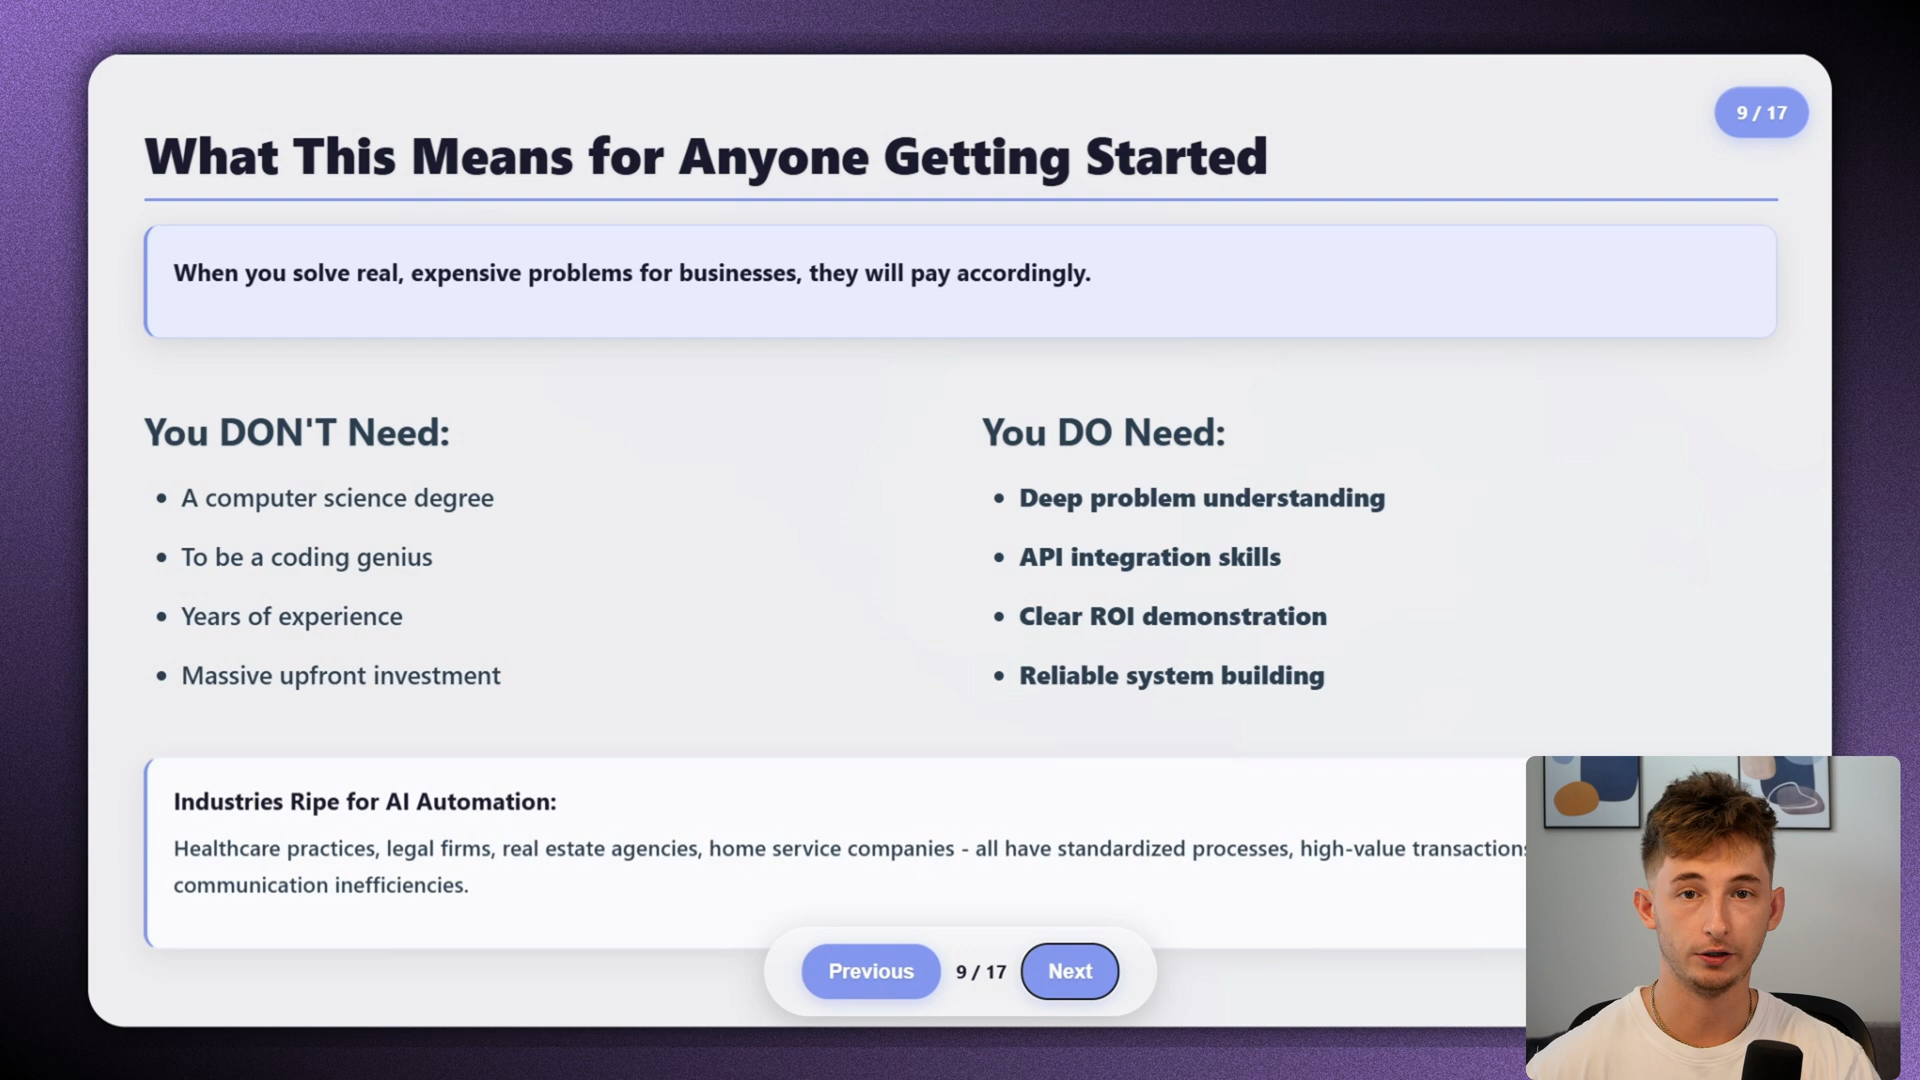 9 / 17
What This Means for Anyone Getting Started
When you solve real, expensive problems for businesses, they will pay accordingly.
You DON'T Need:
A computer science degree
To be a coding genius
Years of experience
Massive upfront investment
You DO Need:
Deep problem understanding
API integration skills
Clear ROI demonstration
Reliable system building
Industries Ripe for AI Automation:
Healthcare practices, legal firms, real estate agencies, home service companies - all have standardized processes, high-value transactions
communication inefficiencies.
Previous
9 / 17
Next